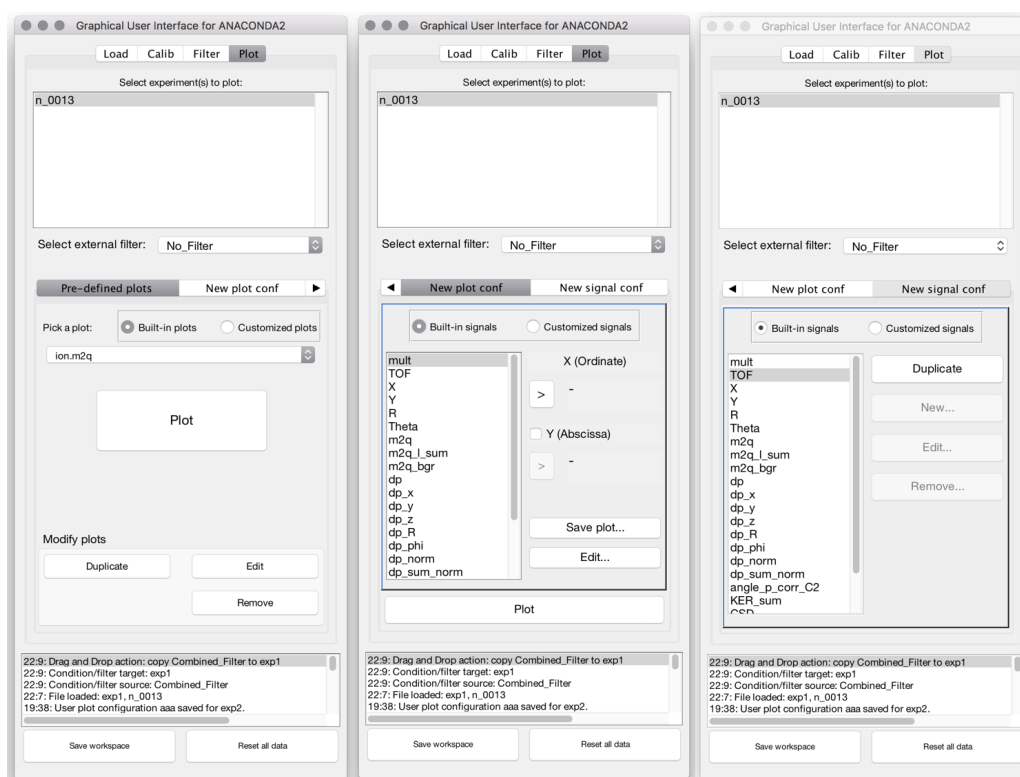 Graphical User Interface for ANACONDA2
Load Calib Filter Plot
Select experiment(s) to plot:
n_0013
Select external filter: No_Filter
Pre-defined plots New plot conf ▶
Pick a plot: Built-in plots Customized plots
ion.m2q
Plot
Modify plots
Duplicate Edit
Remove
22:9: Drag and Drop action: copy Combined_Filter to exp1
22:9: Condition/filter target: exp1
22:9: Condition/filter source: Combined_Filter
22:7: File loaded: exp1, n_0013
19:38: User plot configuration aaa saved for exp2.
Save workspace Reset all data
Graphical User Interface for ANACONDA2
Load Calib Filter Plot
Select experiment(s) to plot:
n_0013
Select external filter: No_Filter
◀ New plot conf New signal conf
Built-in signals Customized signals
mult
TOF
X
Y
R
Theta
m2q
m2q_l_sum
m2q_bgr
dp
dp_x
dp_y
dp_z
dp_R
dp_phi
dp_norm
dp_sum_norm
X (Ordinate)
> -
Y (Abscissa)
> -
Save plot...
Edit...
Plot
22:9: Drag and Drop action: copy Combined_Filter to exp1
22:9: Condition/filter target: exp1
22:9: Condition/filter source: Combined_Filter
22:7: File loaded: exp1, n_0013
19:38: User plot configuration aaa saved for exp2.
Save workspace Reset all data
Graphical User Interface for ANACONDA2
Load Calib Filter Plot
Select experiment(s) to plot:
n_0013
Select external filter: No_Filter
◀ New plot conf New signal conf
Built-in signals Customized signals
mult
TOF
X
Y
R
Theta
m2q
m2q_l_sum
m2q_bgr
dp
dp_x
dp_y
dp_z
dp_R
dp_phi
dp_norm
dp_sum_norm
angle_p_corr_C2
KER_sum
Duplicate
New...
Edit...
Remove...
22:9: Drag and Drop action: copy Combined_Filter to exp1
22:9: Condition/filter target: exp1
22:9: Condition/filter source: Combined_Filter
22:7: File loaded: exp1, n_0013
19:38: User plot configuration aaa saved for exp2.
Save workspace Reset all data